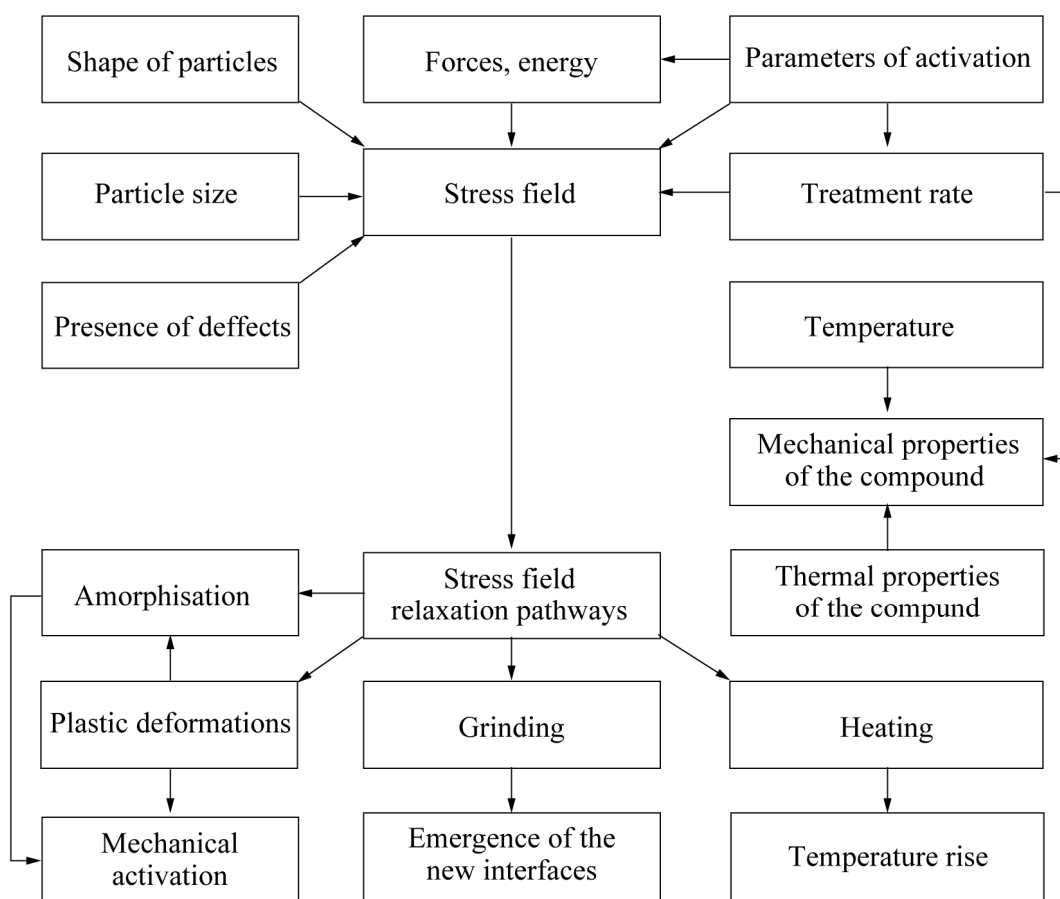 Shape of particles
Forces, energy
Parameters of activation
Particle size
Stress field
Treatment rate
Presence of deffects
Temperature
Mechanical properties
of the compound
Amorphisation
Stress field
relaxation pathways
Thermal properties
of the compund
Plastic deformations
Grinding
Heating
Mechanical
activation
Emergence of the
new interfaces
Temperature rise